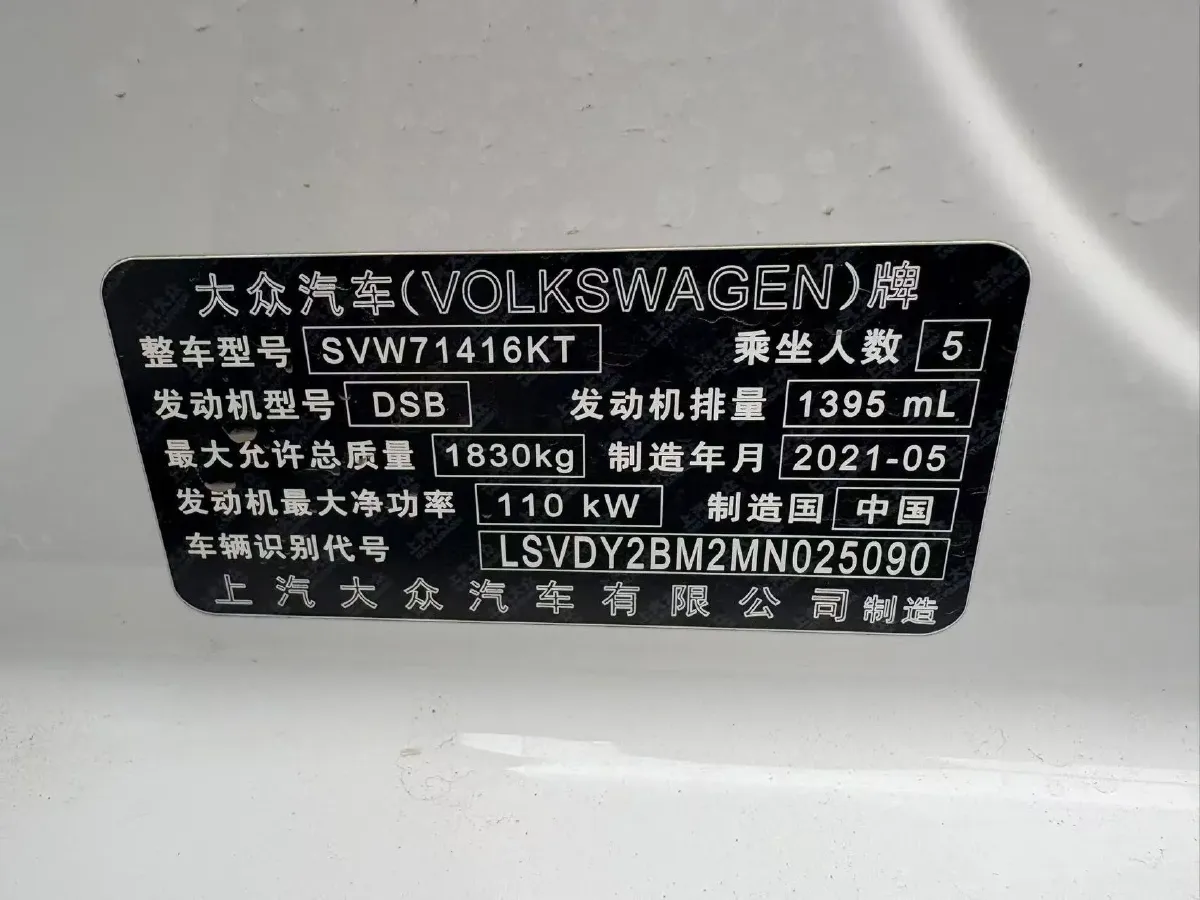 大众汽车(VOLKSWAGEN)牌
整车型号 SVW71416KT 乘坐人数 5
发动机型号 DSB 发动机排量 1395 mL
最大允许总质量 1830kg 制造年月 2021-05
发动机最大净功率 110 kW 制造国 中国
车辆识别代号 LSVDY2BM2MN025090
上汽大众汽车有限公司 制造